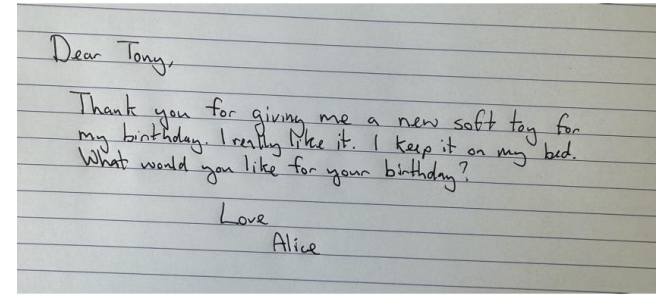 Dear Tony,
Thank you for giving me a new soft toy for
my birthday. I really like it. I keep it on my bed.
What would you like for your birthday?
Love
Alice